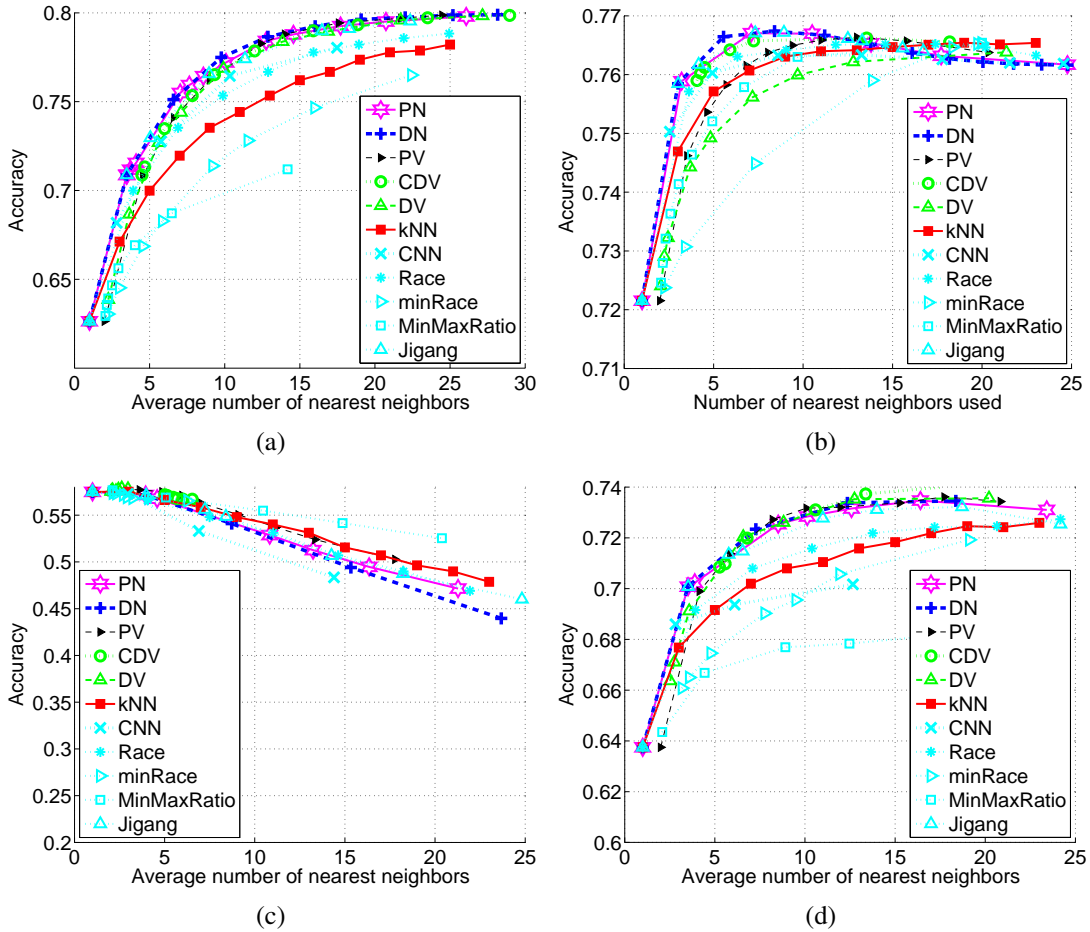 0.8
0.75
0.7
0.65
Accuracy
0
5
10
15
20
25
30
Average number of nearest neighbors
PN
DN
PV
CDV
DV
kNN
CNN
Race
minRace
MinMaxRatio
Jigang
(a)
0.77
0.76
0.75
0.74
0.73
0.72
0.71
Accuracy
0
5
10
15
20
25
Number of nearest neighbors used
PN
DN
PV
CDV
DV
kNN
CNN
Race
minRace
MinMaxRatio
Jigang
(b)
0.55
0.5
0.45
0.4
0.35
0.3
0.25
0.2
Accuracy
0
5
10
15
20
25
Average number of nearest neighbors
PN
DN
PV
CDV
DV
kNN
CNN
Race
minRace
MinMaxRatio
Jigang
(c)
0.74
0.72
0.7
0.68
0.66
0.64
0.62
0.6
Accuracy
0
5
10
15
20
25
Average number of nearest neighbors
PN
DN
PV
CDV
DV
kNN
CNN
Race
minRace
MinMaxRatio
Jigang
(d)